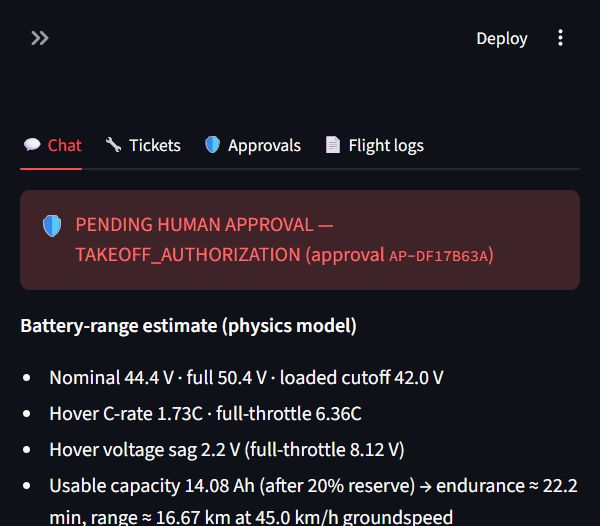 Deploy
Chat
Tickets
Approvals
Flight logs
PENDING HUMAN APPROVAL —
TAKEOFF_AUTHORIZATION (approval AP-DF17B63A)
Battery-range estimate (physics model)
• Nominal 44.4 V · full 50.4 V · loaded cutoff 42.0 V
• Hover C-rate 1.73C · full-throttle 6.36C
• Hover voltage sag 2.2 V (full-throttle 8.12 V)
• Usable capacity 14.08 Ah (after 20% reserve) → endurance ≈ 22.2
min, range ≈ 16.67 km at 45.0 km/h groundspeed